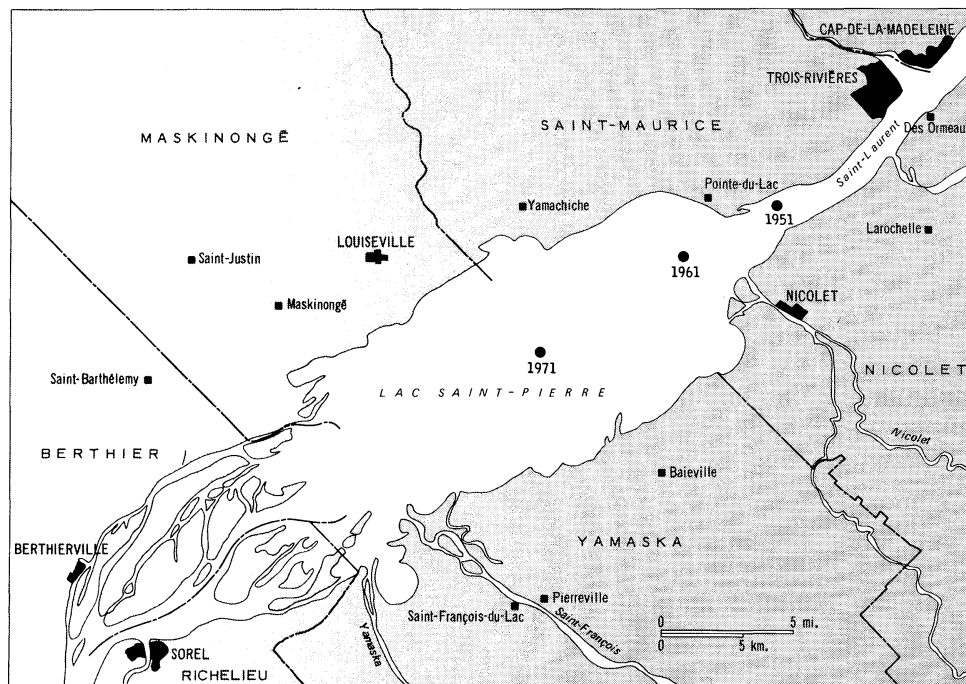 CAP-DE-LA-MADELEINE
TROIS-RIVIÈRES
MASKINONGÉ
SAINT-MAURICE
Des Ormeau
Saint-Laurent
Pointe-du-Lac
Yamachiche
1951
Larochelle
LOUISEVILLE
Saint-Justin
1961
Maskinongé
NICOLET
1971
Saint-Barthélemy
NICOLET
LAC SAINT-PIERRE
Nicolet
BERTHIER
Baieville
YAMASKA
BERTHIERVILLE
Pierreville
Saint-François-du-Lac
Saint-François
0 5 mi.
0 5 km.
Yamaska
SOREL
RICHELIEU